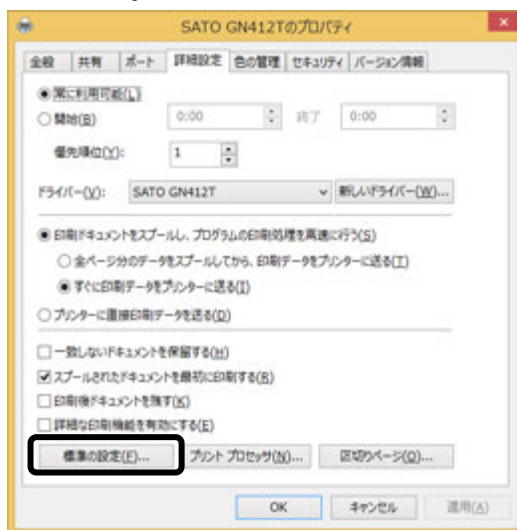 SATO GN412Tのプロパティ
全般 共有 ポート 詳細設定 色の管理 セキュリティ バージョン情報
常に利用可能(L)
開始(B) 0:00 終了 0:00
優先順位(Y): 1
ドライバー(V): SATO GN412T 新しいドライバー(W)...
印刷ドキュメントをスプールし、プログラムの印刷処理を高速に行う(S)
全ページ分のデータをスプールしてから、印刷データをプリンターに送る(T)
すぐに印刷データをプリンターに送る(I)
プリンターに直接印刷データを送る(D)
一致しないドキュメントを保留する(H)
スプールされたドキュメントを最初に印刷する(R)
印刷後ドキュメントを残す(K)
詳細な印刷機能を有効にする(E)
標準の設定(F)... プリント プロセッサ(N)... 区切りページ(O)...
OK キャンセル 適用(A)